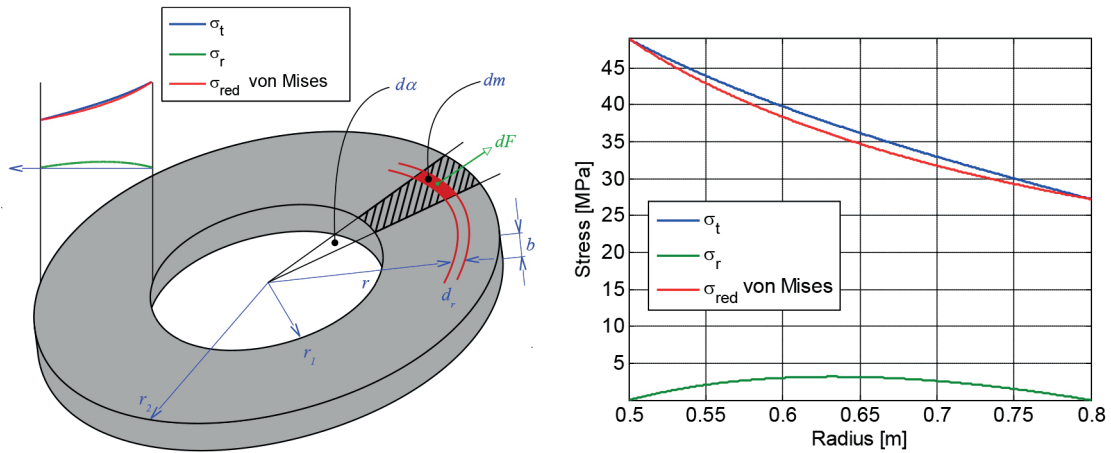 σt
σr
σred von Mises
dα
dm
dF
b
r
dr
r1
r2
Stress [MPa]
45
40
35
30
25
20
15
10
5
σt
σr
σred von Mises
0.5
0.55
0.6
0.65
0.7
0.75
0.8
Radius [m]